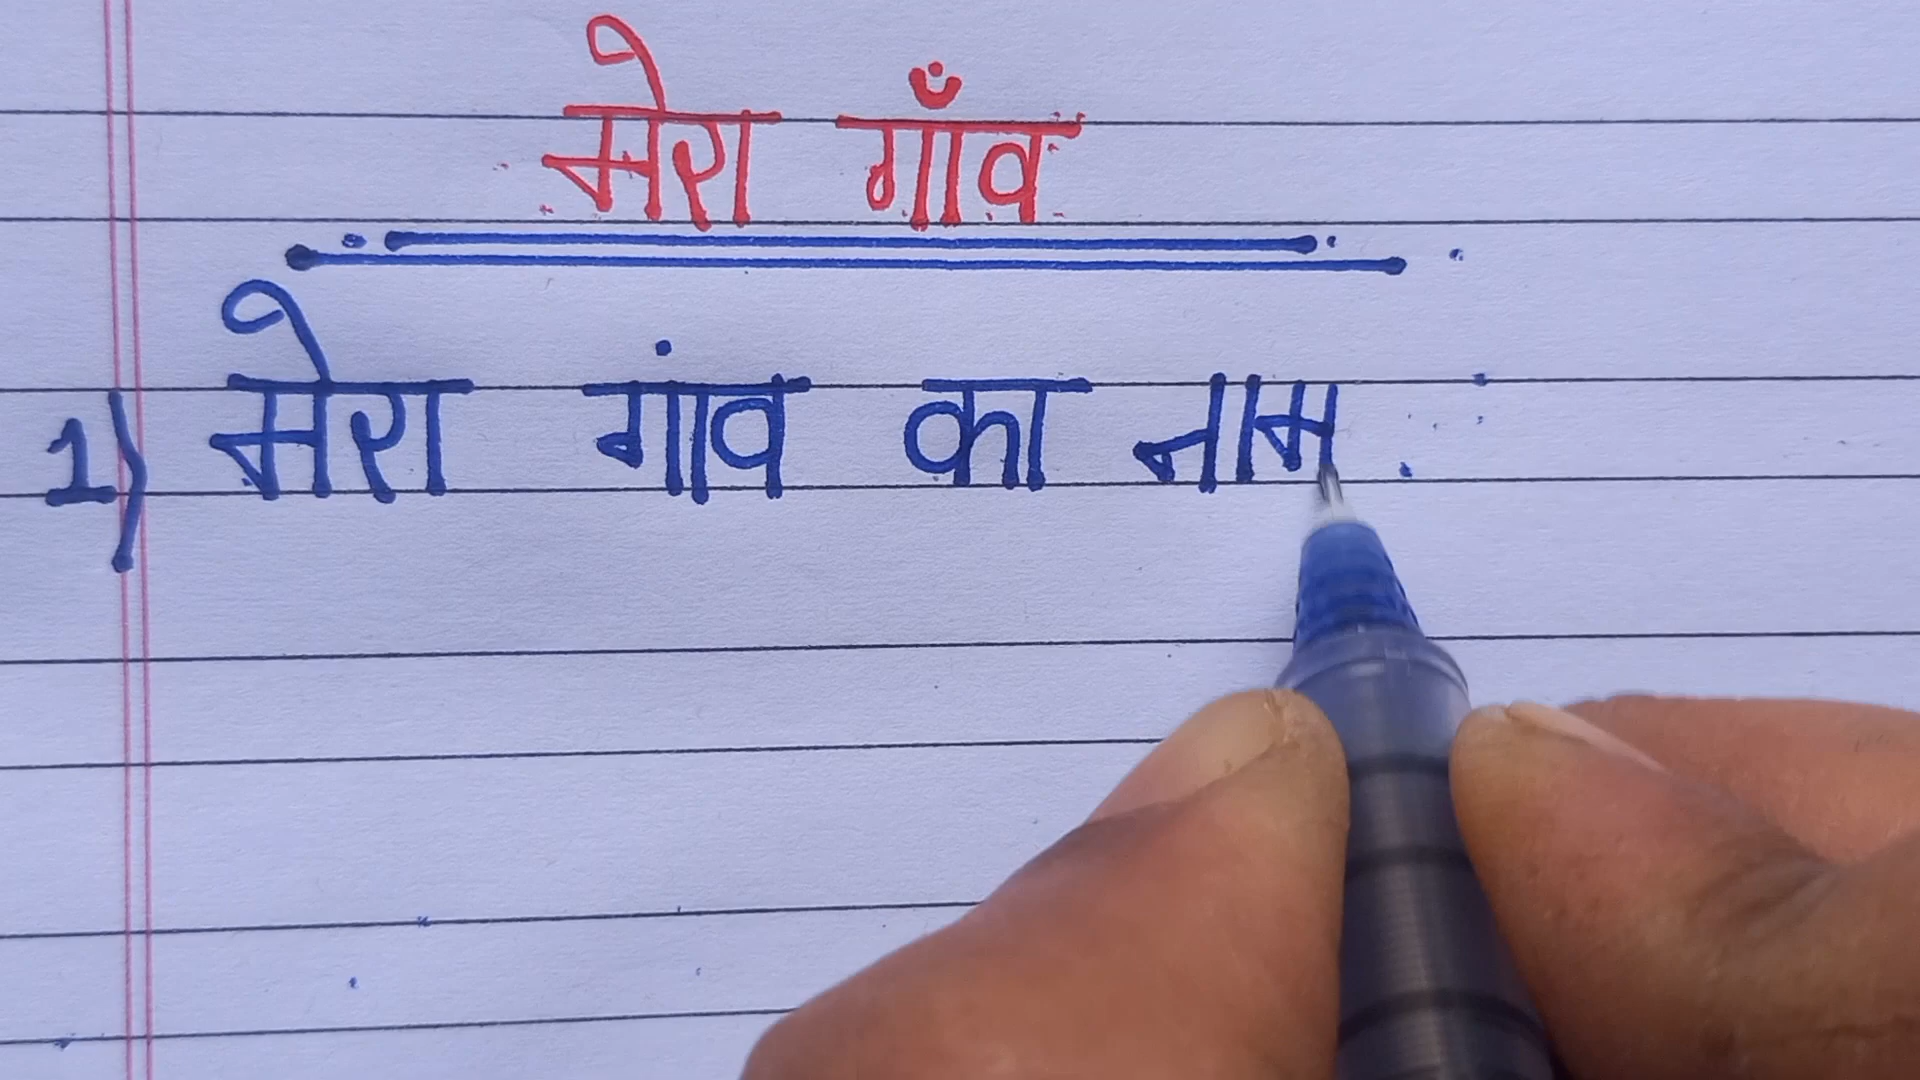 मेरा गाँव
1) मेरा गांव का नाम